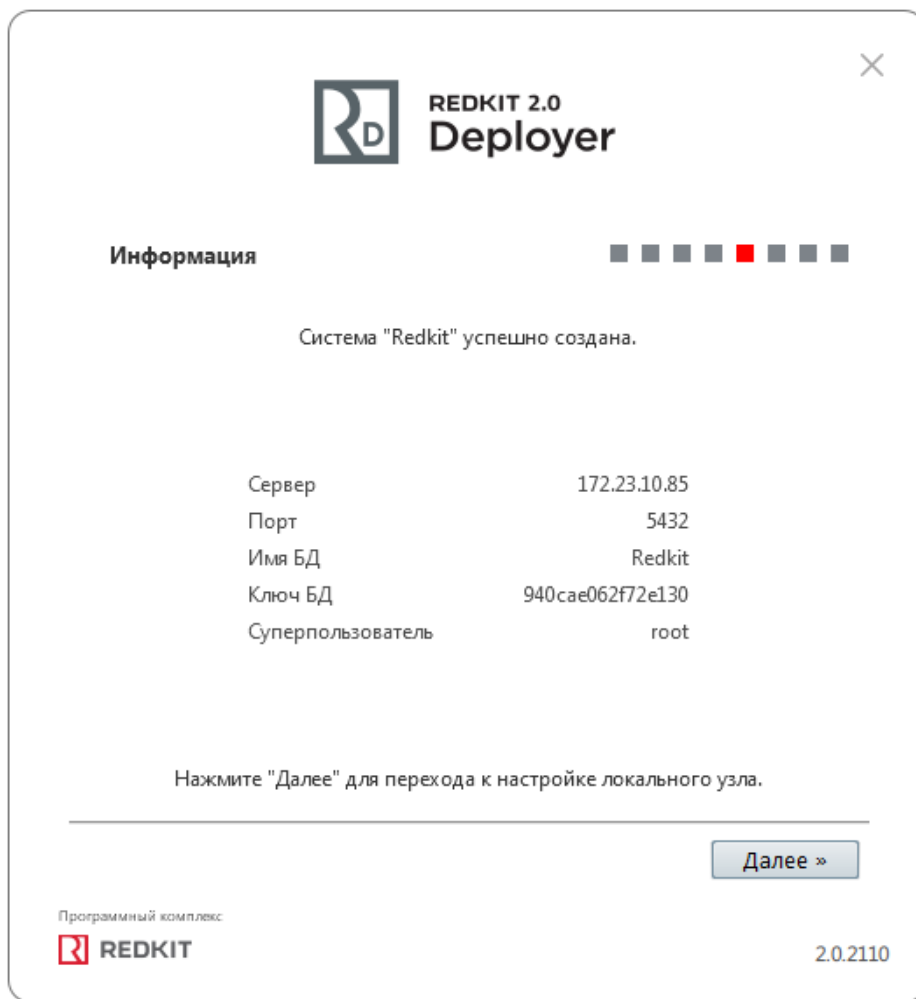 RD
REDKIT 2.0
Deployer
Информация
Система "Redkit" успешно создана.
Сервер 172.23.10.85
Порт 5432
Имя БД Redkit
Ключ БД 940cae062f72e130
Суперпользователь root
Нажмите "Далее" для перехода к настройке локального узла.
Далее »
Программный комплекс
R REDKIT
2.0.2110